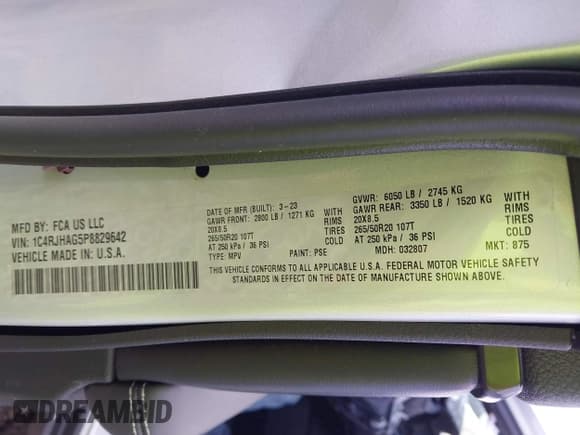 MFD BY: FCA US LLC
VIN: 1C4RJHAG5P8829642
VEHICLE MADE IN: U.S.A.
DATE OF MFR (BUILT): 3-23
GAWR FRONT: 2800 LB / 1271 KG WITH
20X8.5 RIMS
265/50R20 107T TIRES
AT 250 kPa / 36 PSI COLD
TYPE: MPV PAINT: PSE
GVWR: 6050 LB / 2745 KG
GAWR REAR: 3350 LB / 1520 KG WITH
20X8.5 RIMS
265/50R20 107T TIRES
AT 250 kPa / 36 PSI COLD
MDH: 032807 MKT: 875
THIS VEHICLE CONFORMS TO ALL APPLICABLE U.S.A. FEDERAL MOTOR VEHICLE SAFETY
STANDARDS IN EFFECT ON THE DATE OF MANUFACTURE SHOWN ABOVE.
DREAMBID